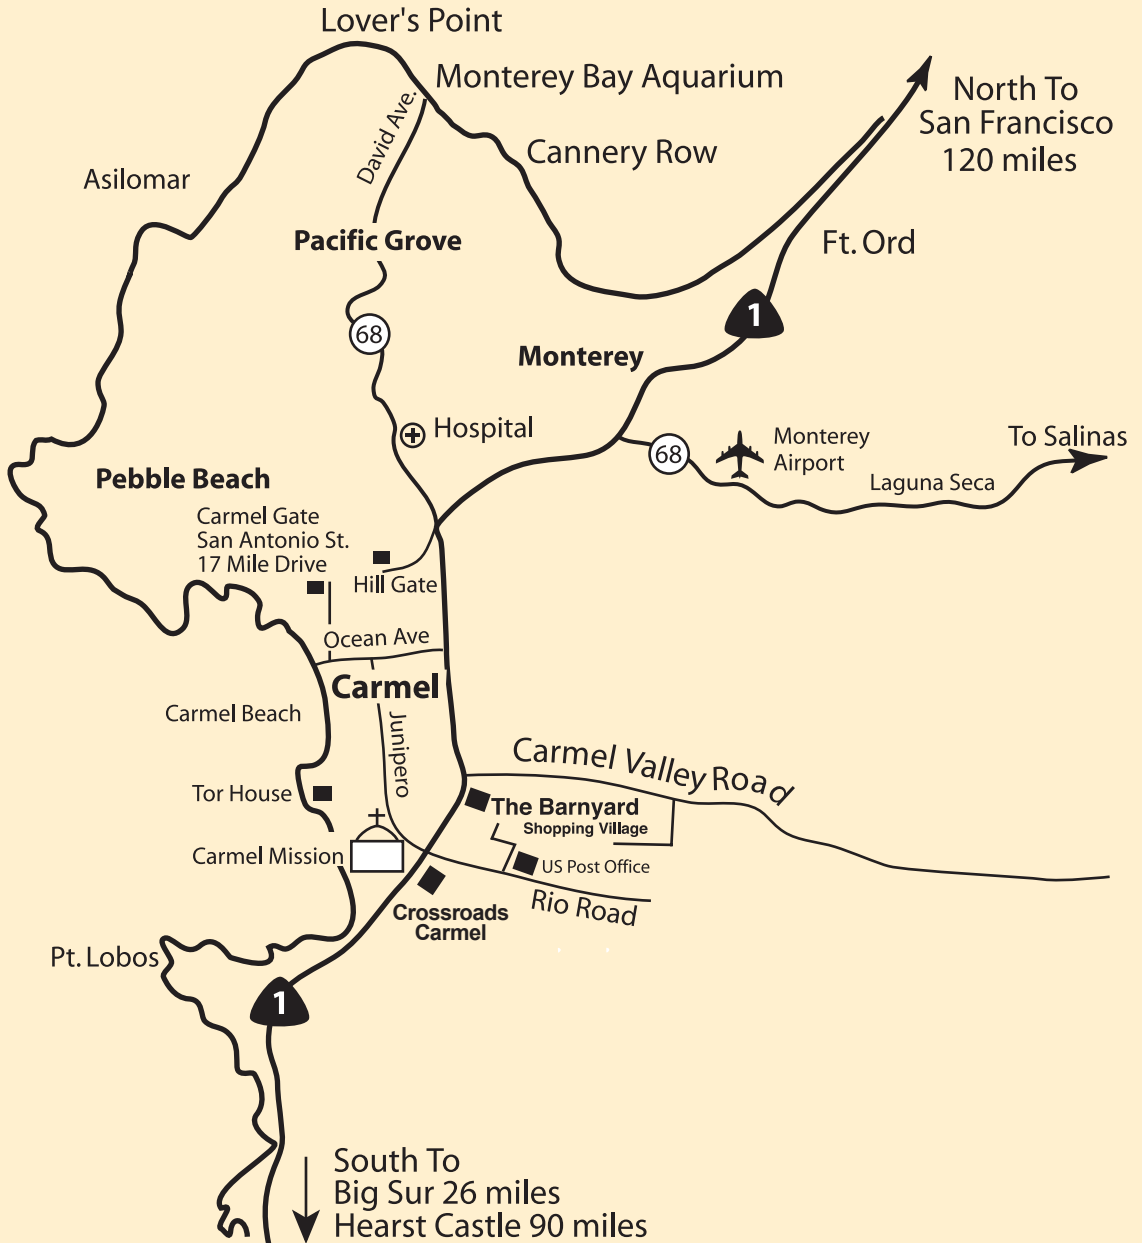 Lover's Point
Monterey Bay Aquarium
David Ave.
North To
San Francisco
120 miles
Cannery Row
Asilomar
Pacific Grove
Ft. Ord
1
68
Monterey
Hospital
68
Monterey
Airport
To Salinas
Laguna Seca
Pebble Beach
Carmel Gate
San Antonio St.
17 Mile Drive
Hill Gate
Ocean Ave
Carmel
Carmel Beach
Junipero
Carmel Valley Road
Tor House
The Barnyard
Shopping Village
Carmel Mission
US Post Office
Rio Road
Crossroads
Carmel
Pt. Lobos
1
South To
Big Sur 26 miles
Hearst Castle 90 miles